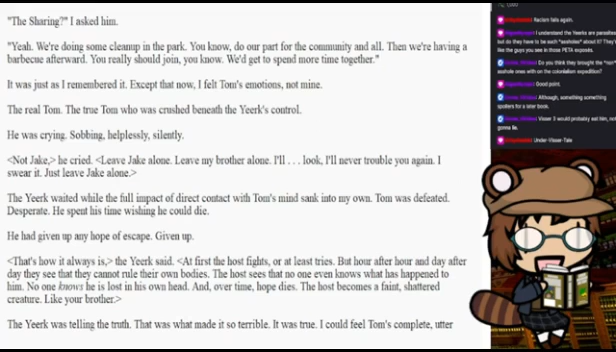 "The Sharing?" I asked him.
"Yeah. We're doing some cleanup in the park. You know, do our part for the community and all. Then we're having a
barbecue afterward. You really should join, you know. We'd get to spend more time together."
It was just as I remembered it. Except that now, I felt Tom's emotions, not mine.
The real Tom. The true Tom who was crushed beneath the Yeerk's control.
He was crying. Sobbing, helplessly, silently.
<Not Jake,> he cried. <Leave Jake alone. Leave my brother alone. I'll . . . look, I'll never trouble you again. I
swear it. Just leave Jake alone.>
The Yeerk waited while the full impact of direct contact with Tom's mind sank into my own. Tom was defeated.
Desperate. He spent his time wishing he could die.
He had given up any hope of escape. Given up.
<That's how it always is,> the Yeerk said. <At first the host fights, or at least tries. But hour after hour and day after
day they see that they cannot rule their own bodies. The host sees that no one even knows what has happened to
him. No one knows he is lost in his own head. And, over time, hope dies. The host becomes a faint, shattered
creature. Like your brother.>
The Yeerk was telling the truth. That was what made it so terrible. It was true. I could feel Tom's complete, utter
Racism fails again.
I understand the Yeerks are parasites
but do they have to be such "assholes" about it? They're
like the guys you see in those PETA exposts.
Do you think they brought the
asshole ones with on the colonistion expedition?
Good point.
Although, something something
spoilers for a later book.
Visser 3 would probably eat him, not
gonna lie.
Under-Visser-Tale